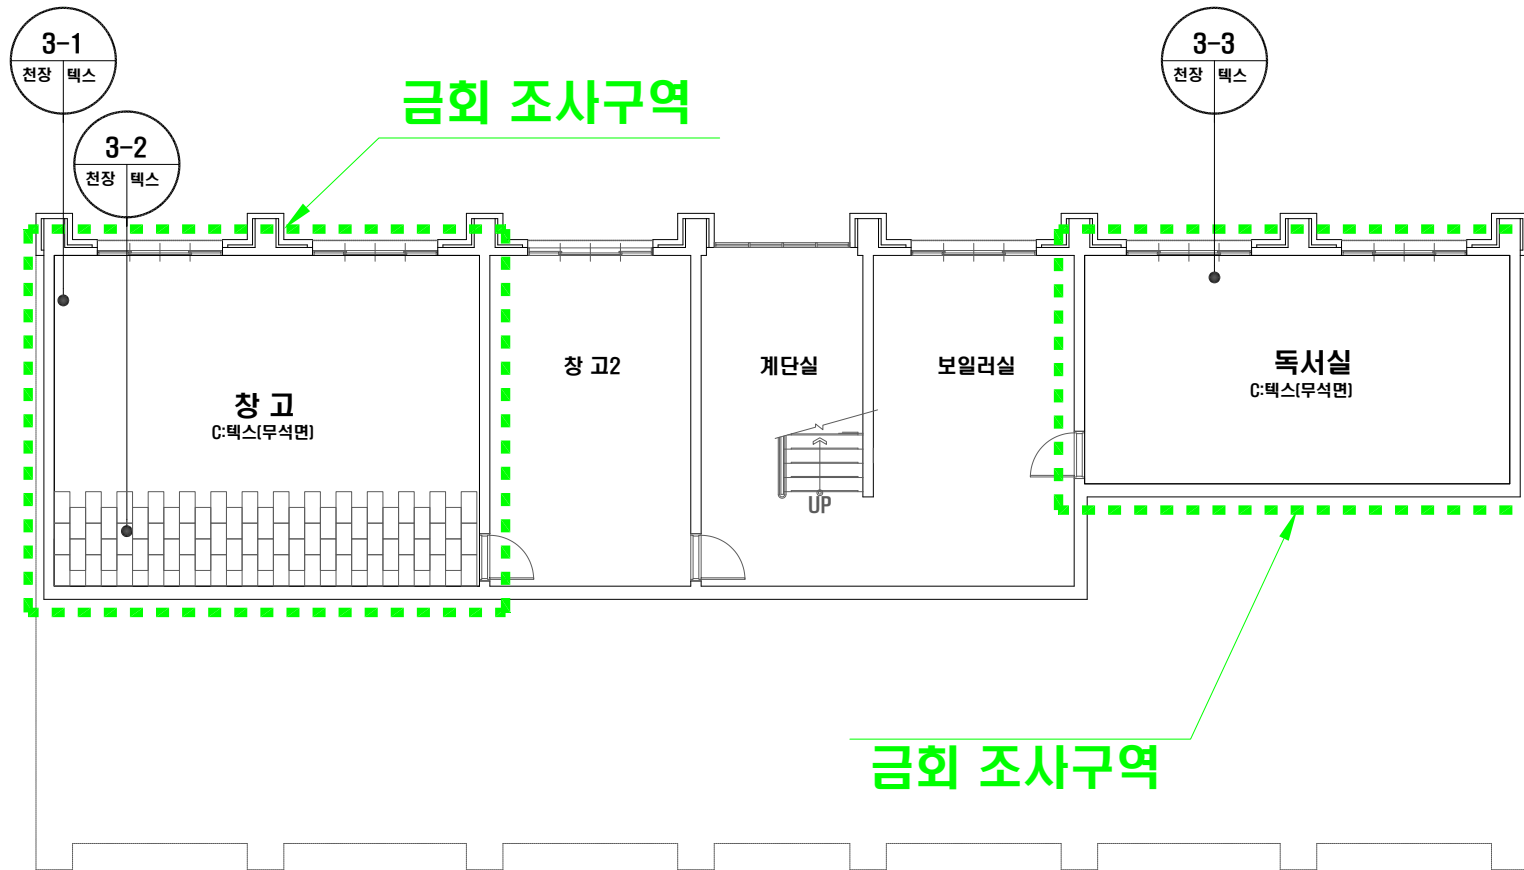 3-1
천장 텍스
3-2
천장 텍스
금회 조사구역
3-3
천장 텍스
창 고
C:텍스(무석면)
창 고2
계단실
UP
보일러실
독서실
C:텍스(무석면)
금회 조사구역